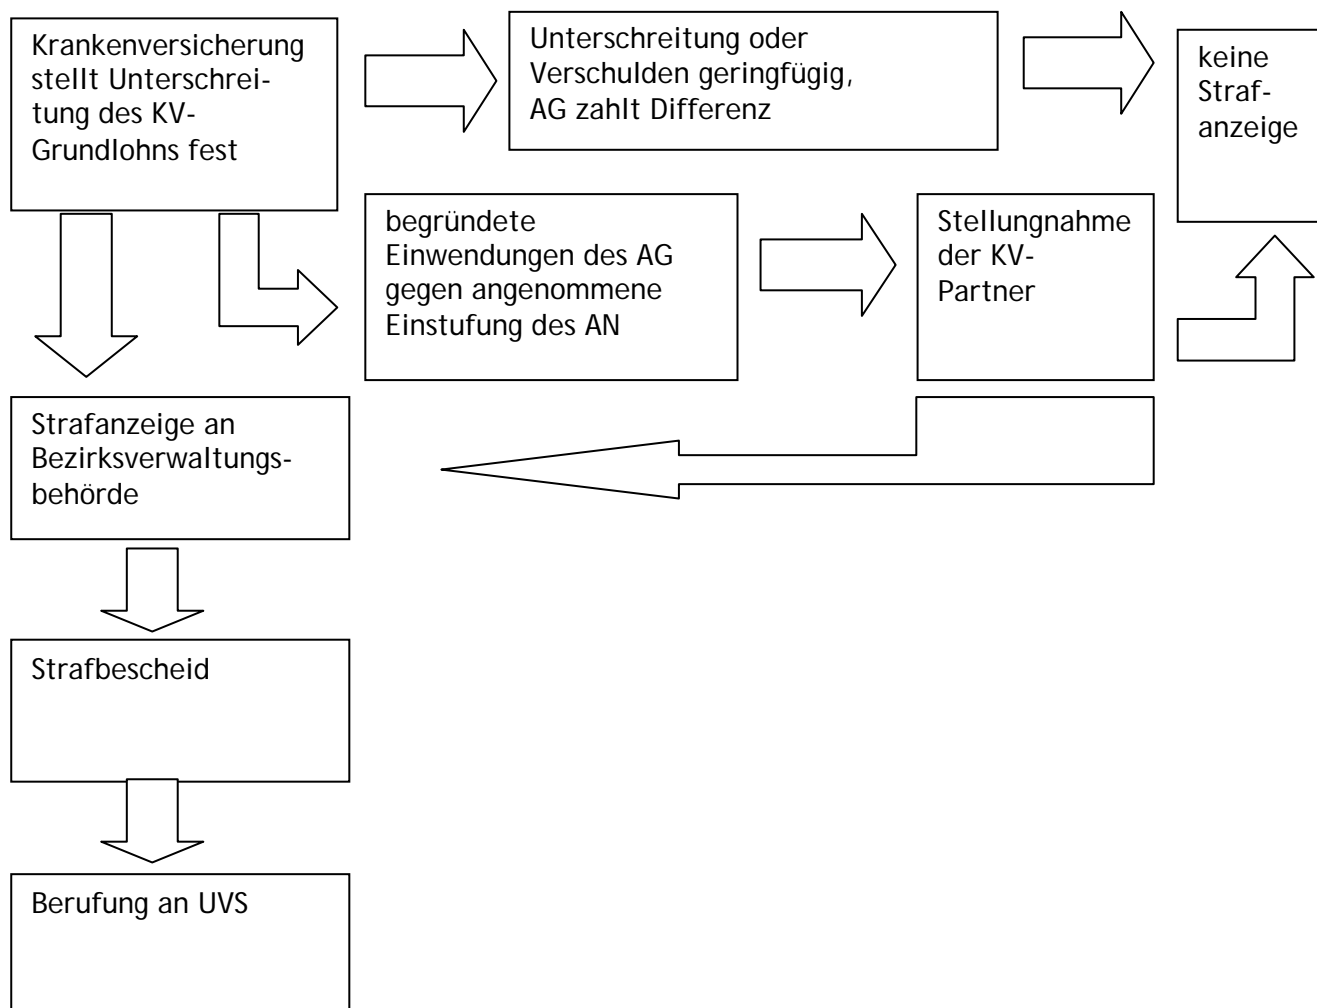 Krankenversicherung
stellt Unterschrei-
tung des KV-
Grundlohns fest
Unterschreitung oder
Verschulden geringfügig,
AG zahlt Differenz
keine
Straf-
anzeige
begründete
Einwendungen des AG
gegen angenommene
Einstufung des AN
Stellungnahme
der KV-
Partner
Strafanzeige an
Bezirksverwaltungs-
behörde
Strafbescheid
Berufung an UVS